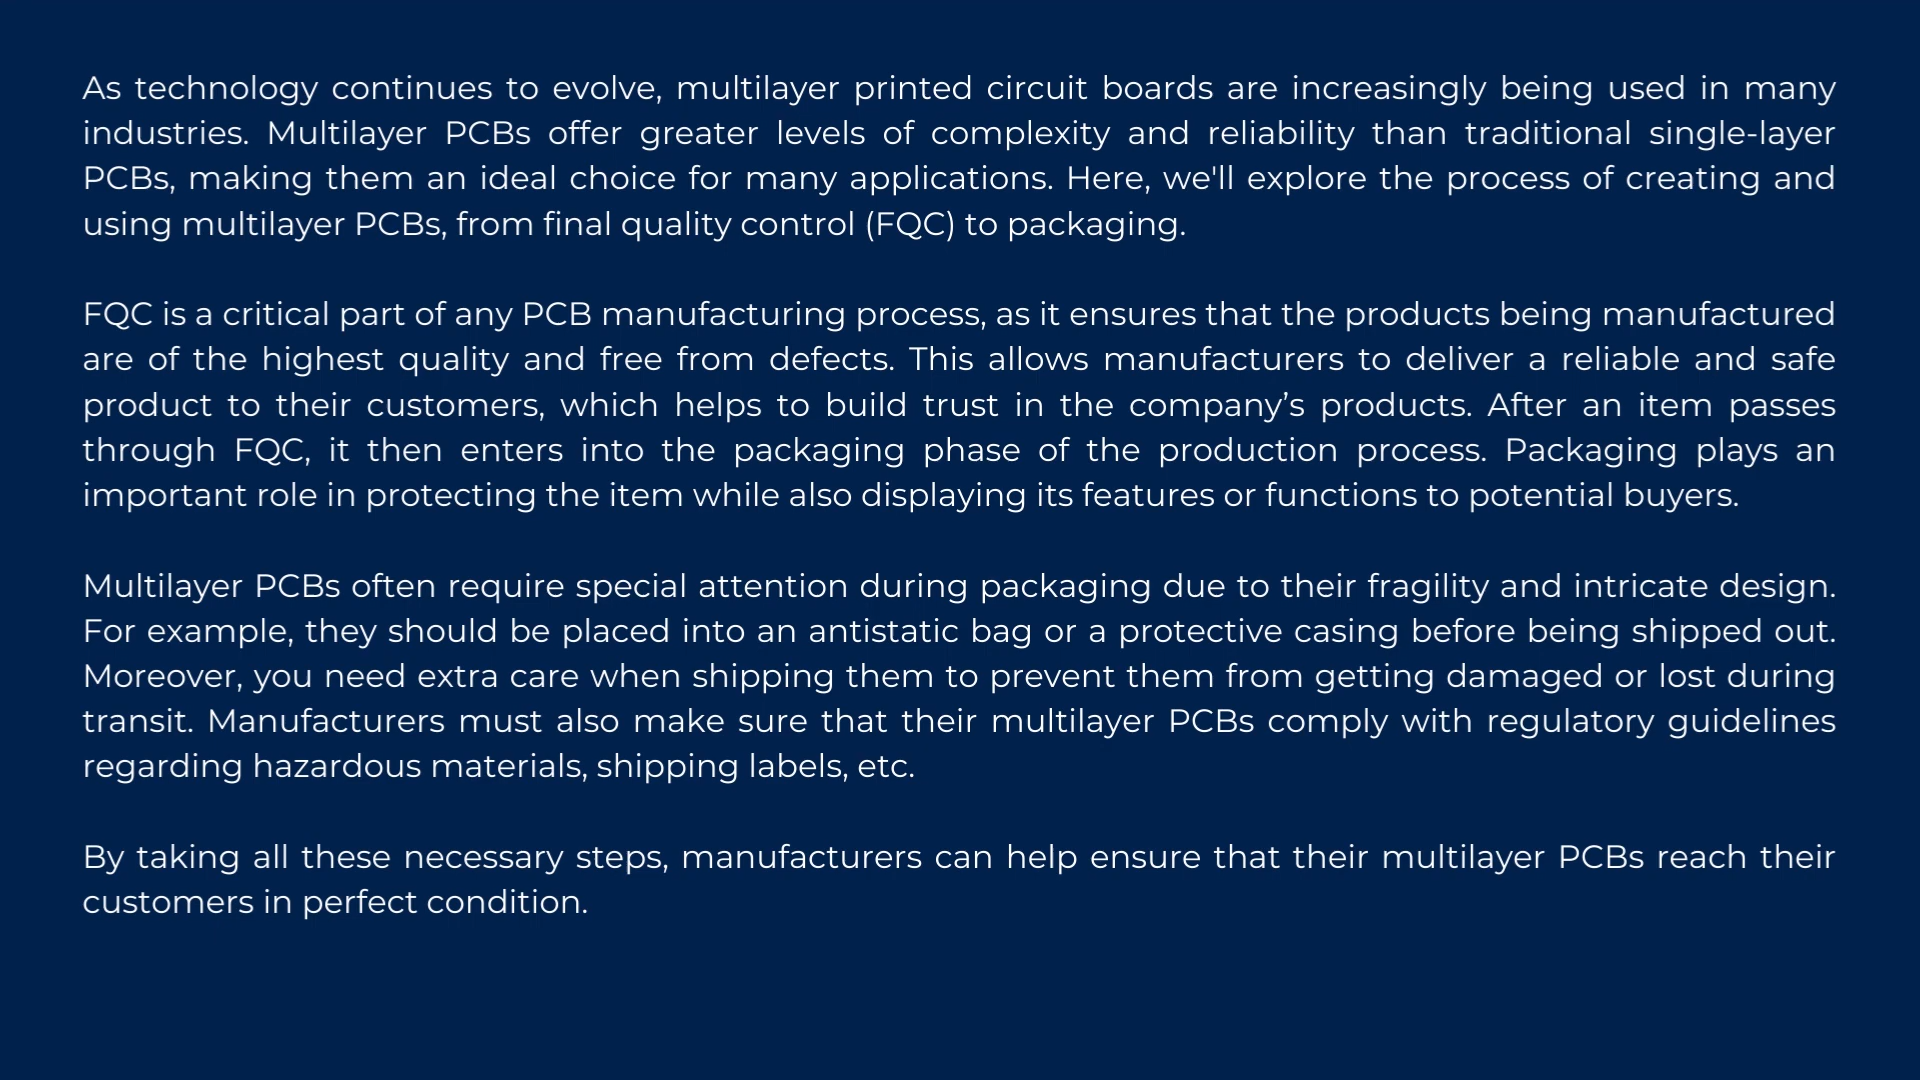 As technology continues to evolve, multilayer printed circuit boards are increasingly being used in many
industries. Multilayer PCBs offer greater levels of complexity and reliability than traditional single-layer
PCBs, making them an ideal choice for many applications. Here, we'll explore the process of creating and
using multilayer PCBs, from final quality control (FQC) to packaging.
FQC is a critical part of any PCB manufacturing process, as it ensures that the products being manufactured
are of the highest quality and free from defects. This allows manufacturers to deliver a reliable and safe
product to their customers, which helps to build trust in the company’s products. After an item passes
through FQC, it then enters into the packaging phase of the production process. Packaging plays an
important role in protecting the item while also displaying its features or functions to potential buyers.
Multilayer PCBs often require special attention during packaging due to their fragility and intricate design.
For example, they should be placed into an antistatic bag or a protective casing before being shipped out.
Moreover, you need extra care when shipping them to prevent them from getting damaged or lost during
transit. Manufacturers must also make sure that their multilayer PCBs comply with regulatory guidelines
regarding hazardous materials, shipping labels, etc.
By taking all these necessary steps, manufacturers can help ensure that their multilayer PCBs reach their
customers in perfect condition.